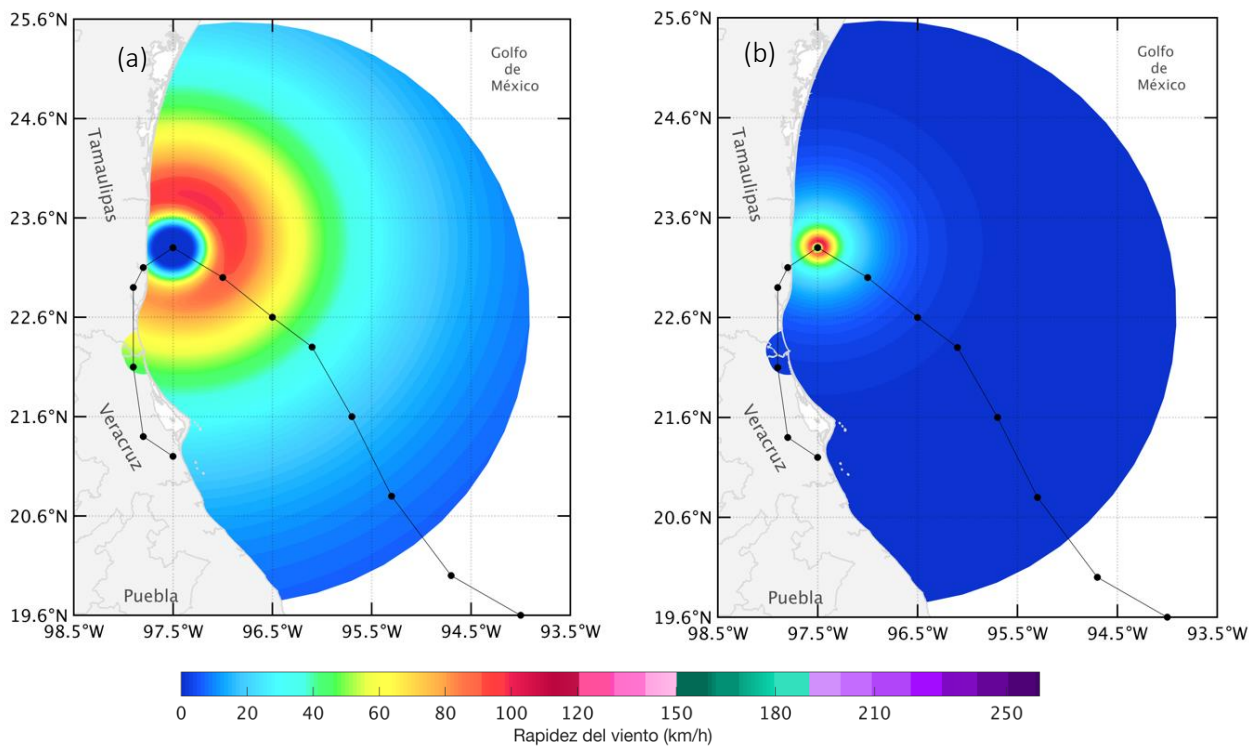 (a)
Golfo
de
México
Tamaulipas
Veracruz
Puebla
25.6°N
24.6°N
23.6°N
22.6°N
21.6°N
20.6°N
19.6°N
98.5°W 97.5°W 96.5°W 95.5°W 94.5°W 93.5°W
(b)
Golfo
de
México
Tamaulipas
Veracruz
Puebla
25.6°N
24.6°N
23.6°N
22.6°N
21.6°N
20.6°N
19.6°N
98.5°W 97.5°W 96.5°W 95.5°W 94.5°W 93.5°W
0 20 40 60 80 100 120 150 180 210 250
Rapidez del viento (km/h)